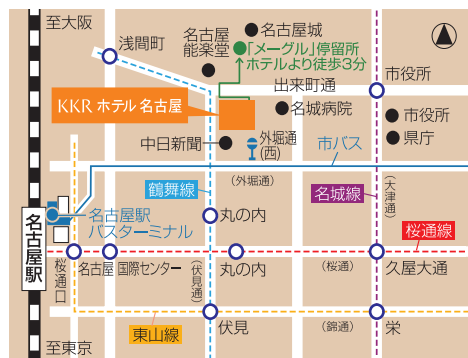 至大阪
浅間町
名古屋
能楽堂
名古屋城
「メーグル」停留所
ホテルより徒歩3分
出来町通
市役所
KKR ホテル 名古屋
名城病院
市役所
県庁
中日新聞
外堀通
(西)
市バス
(外堀通)
鶴舞線
名城線
(大津通)
名古屋駅
バスターミナル
丸の内
桜通線
名古屋駅
桜通口
名古屋
国際センター
(伏見通)
丸の内
(桜通)
久屋大通
東山線
伏見
(錦通)
栄
至東京